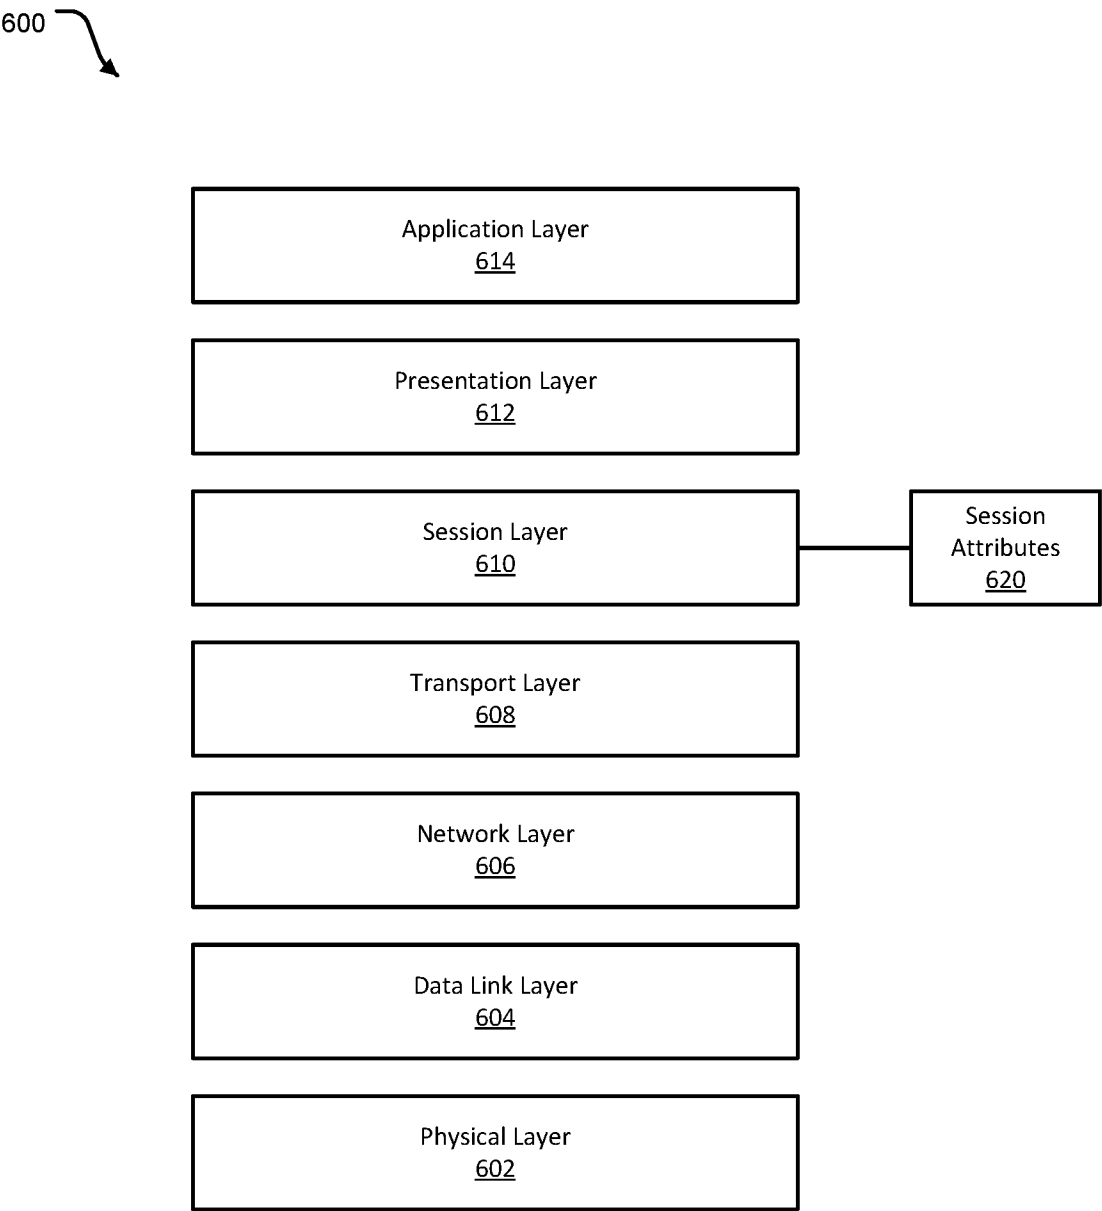 600
Application Layer
614
Presentation Layer
612
Session Layer
610
Session
Attributes
620
Transport Layer
608
Network Layer
606
Data Link Layer
604
Physical Layer
602